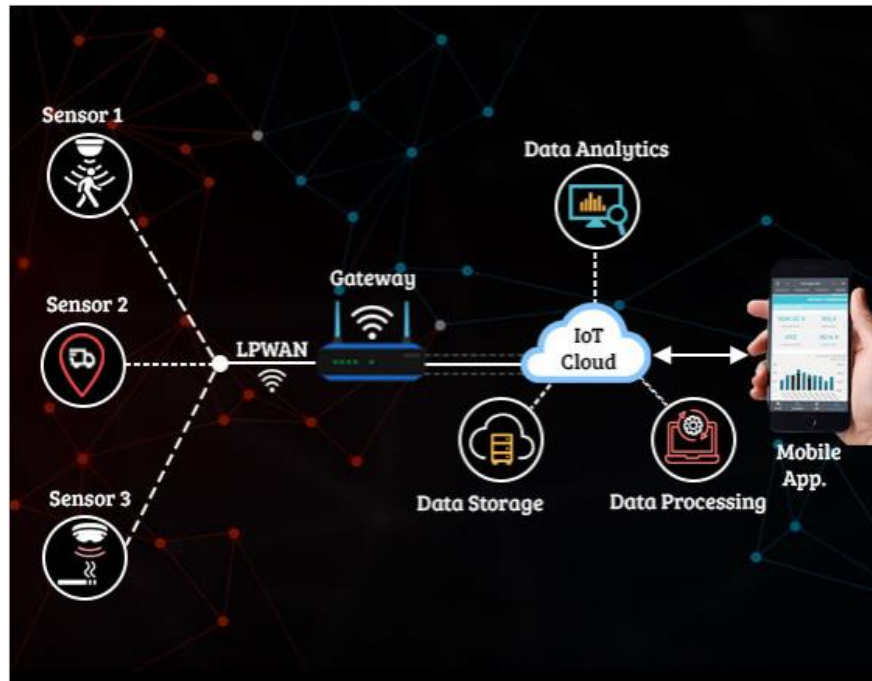 Sensor 1
Data Analytics
Gateway
Sensor 2
LPWAN
IoT
Cloud
Sensor 3
Data Storage
Data Processing
Mobile
App.